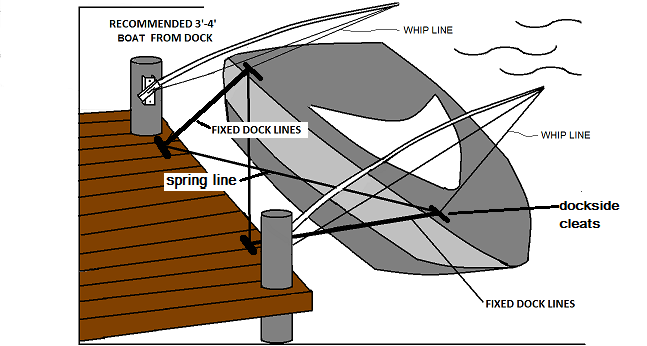 RECOMMENDED 3'-4'
BOAT FROM DOCK
WHIP LINE
FIXED DOCK LINES
WHIP LINE
spring line
dockside
cleats
FIXED DOCK LINES